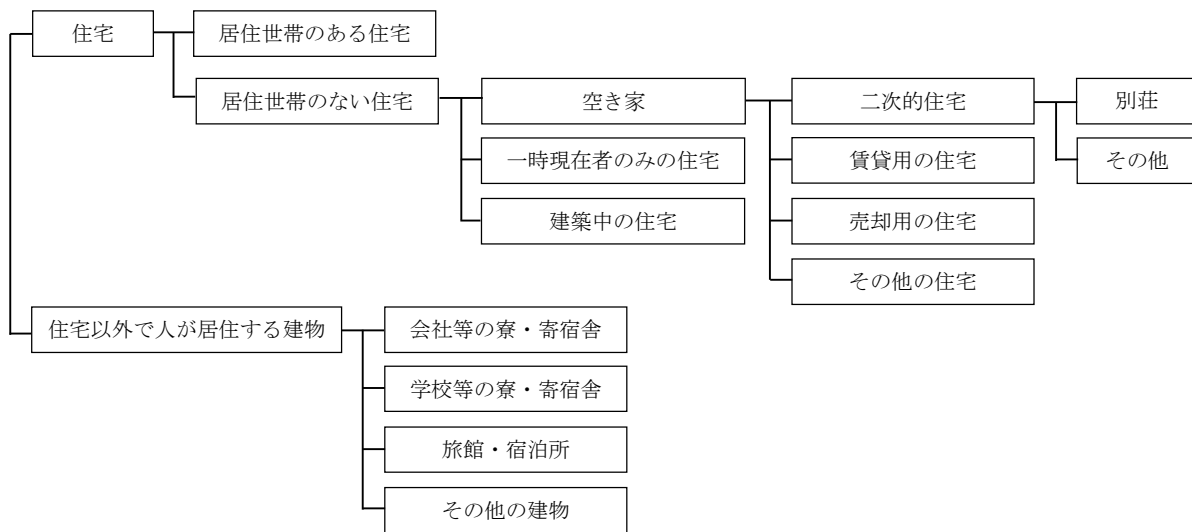 住宅
居住世帯のある住宅
居住世帯のない住宅
空き家
二次的住宅
別荘
一時現在者のみの住宅
賃貸用の住宅
その他
建築中の住宅
売却用の住宅
その他の住宅
住宅以外で人が居住する建物
会社等の寮・寄宿舎
学校等の寮・寄宿舎
旅館・宿泊所
その他の建物